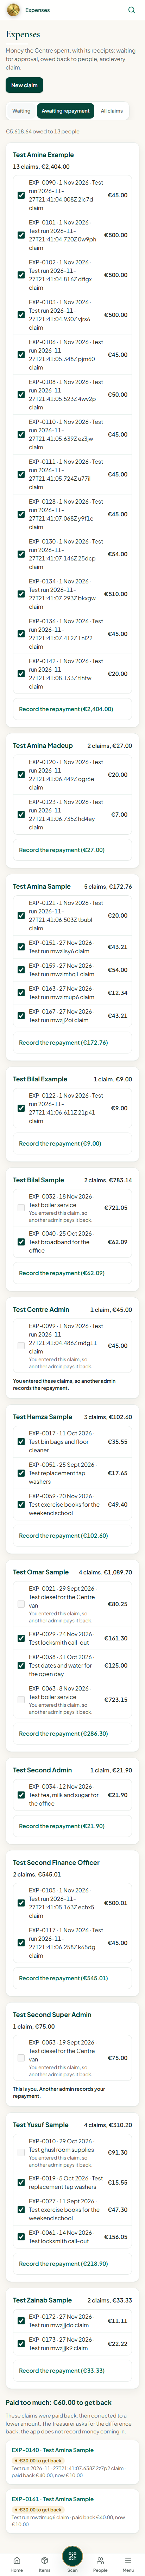 Expenses
Expenses
Money the Centre spent, with its receipts: waiting
for approval, owed back to people, and every
claim.
New claim
Waiting
Awaiting repayment
All claims
€5,618.64 owed to 13 people
Test Amina Example
13 claims, €2,404.00
EXP-0090 · 1 Nov 2026 · Test
run 2026-11-
27T21:41:04.008Z 2lc7d
claim
€45.00
EXP-0101 · 1 Nov 2026 ·
Test run 2026-11-
27T21:41:04.720Z 0w9ph
claim
€500.00
EXP-0102 · 1 Nov 2026 ·
Test run 2026-11-
27T21:41:04.816Z dflgx
claim
€500.00
EXP-0103 · 1 Nov 2026 ·
Test run 2026-11-
27T21:41:04.930Z vjrs6
claim
€500.00
EXP-0106 · 1 Nov 2026 · Test
run 2026-11-
27T21:41:05.348Z pjm60
claim
€45.00
EXP-0108 · 1 Nov 2026 · Test
run 2026-11-
27T21:41:05.523Z 4wv2p
claim
€50.00
EXP-0110 · 1 Nov 2026 · Test
run 2026-11-
27T21:41:05.639Z ez3jw
claim
€45.00
EXP-0111 · 1 Nov 2026 · Test
run 2026-11-
27T21:41:05.724Z
claim
€45.00
EXP-0128 · 1 Nov 2026 · Test
run 2026-11-
27T21:41:07.068Z y9f1e
claim
€45.00
EXP-0130 · 1 Nov 2026 · Test
run 2026-11-
27T21:41:07.146Z 25dcp
claim
€54.00
EXP-0134 · 1 Nov 2026 ·
Test run 2026-11-
27T21:41:07.293Z bkxgw
claim
€510.00
EXP-0136 · 1 Nov 2026 · Test
run 2026-11-
27T21:41:07.412Z 1nl22
claim
€45.00
EXP-0142 · 1 Nov 2026 · Test
run 2026-11-
27T21:41:08.133Z tlhfw
claim
€20.00
Record the repayment (€2,404.00)
Test Amina Madeup
2 claims, €27.00
EXP-0120 · 1 Nov 2026 · Test
run 2026-11-
27T21:41:06.449Z ogr6e
claim
€20.00
EXP-0123 · 1 Nov 2026 · Test
run 2026-11-
27T21:41:06.735Z hd4ey
claim
€7.00
Record the repayment (€27.00)
Test Amina Sample
5 claims, €172.76
EXP-0121 · 1 Nov 2026 · Test
run 2026-11-
27T21:41:06.503Z tbubl
claim
€20.00
EXP-0151 · 27 Nov 2026 ·
Test run mwzilsy6 claim
€43.21
EXP-0159 · 27 Nov 2026 ·
Test run mwzimhq1 claim
€54.00
EXP-0163 · 27 Nov 2026 ·
Test run mwzimup6 claim
€12.34
EXP-0167 · 27 Nov 2026 ·
Test run mwzjj2oi claim
€43.21
Record the repayment (€172.76)
Test Bilal Example
1 claim, €9.00
EXP-0122 · 1 Nov 2026 · Test
run 2026-11-
27T21:41:06.611Z 21p41
claim
€9.00
Record the repayment (€9.00)
Test Bilal Sample
2 claims, €783.14
EXP-0032 · 18 Nov 2026 ·
Test boiler service
You entered this claim, so
another admin pays it back.
€721.05
EXP-0040 · 25 Oct 2026 ·
Test broadband for the
office
€62.09
Record the repayment (€62.09)
Test Centre Admin
1 claim, €45.00
EXP-0099 · 1 Nov 2026 · Test
run 2026-11-
27T21:41:04.486Z m8g11
claim
You entered this claim, so
another admin pays it back.
€45.00
You entered these claims, so another admin
records the repayment.
Test Hamza Sample
3 claims, €102.60
EXP-0017 · 11 Oct 2026 ·
Test bin bags and floor
cleaner
€35.55
EXP-0051 · 25 Sept 2026 ·
Test replacement tap
washers
€17.65
EXP-0059 · 20 Nov 2026 ·
Test exercise books for the
weekend school
€49.40
Record the repayment (€102.60)
Test Omar Sample
4 claims, €1,089.70
EXP-0021 · 29 Sept 2026 ·
Test diesel for the Centre
van
You entered this claim, so
another admin pays it back.
€80.25
EXP-0029 · 24 Nov 2026 ·
Test locksmith call-out
€161.30
EXP-0038 · 31 Oct 2026 ·
Test dates and water for
the open day
€125.00
EXP-0063 · 8 Nov 2026 ·
Test boiler service
You entered this claim, so
another admin pays it back.
€723.15
Record the repayment (€286.30)
Test Second Admin
1 claim, €21.90
EXP-0034 · 12 Nov 2026 ·
Test tea, milk and sugar for
the office
€21.90
Record the repayment (€21.90)
Test Second Finance Officer
2 claims, €545.01
EXP-0105 · 1 Nov 2026 ·
Test run 2026-11-
27T21:41:05.163Z echx5
claim
€500.01
EXP-0117 · 1 Nov 2026 · Test
run 2026-11-
27T21:41:06.258Z k65dg
claim
€45.00
Record the repayment (€545.01)
Test Second Super Admin
1 claim, €75.00
EXP-0053 · 19 Sept 2026 ·
Test diesel for the Centre
van
You entered this claim, so
another admin pays it back.
€75.00
This is you. Another admin records your
repayment.
Test Yusuf Sample
4 claims, €310.20
EXP-0010 · 29 Oct 2026 ·
Test ghusl room supplies
You entered this claim, so
another admin pays it back.
€91.30
EXP-0019 · 5 Oct 2026 · Test
replacement tap washers
€15.55
EXP-0027 · 11 Sept 2026 ·
Test exercise books for the
weekend school
€47.30
EXP-0061 · 14 Nov 2026 ·
Test locksmith call-out
€156.05
Record the repayment (€218.90)
Test Zainab Sample
2 claims, €33.33
EXP-0172 · 27 Nov 2026 ·
Test run mwzjjjdo claim
€11.11
EXP-0173 · 27 Nov 2026 ·
Test run mwzjjjk9 claim
€22.22
Record the repayment (€33.33)
Paid too much: €60.00 to get back
These claims were paid back, then corrected to a
lower amount. The Treasurer asks for the difference
back; the app does not record money coming in.
EXP-0140 · Test Amina Sample
€30.00 to get back
Test run 2026-11-27T21:41:07.638Z 2z7p2 claim ·
paid back €40.00, now €10.00
EXP-0161 · Test Amina Sample
€30.00 to get back
Test run mwzimug6 claim · paid back €40.00, now
€10.00
Home
Items
Scan
People
Menu